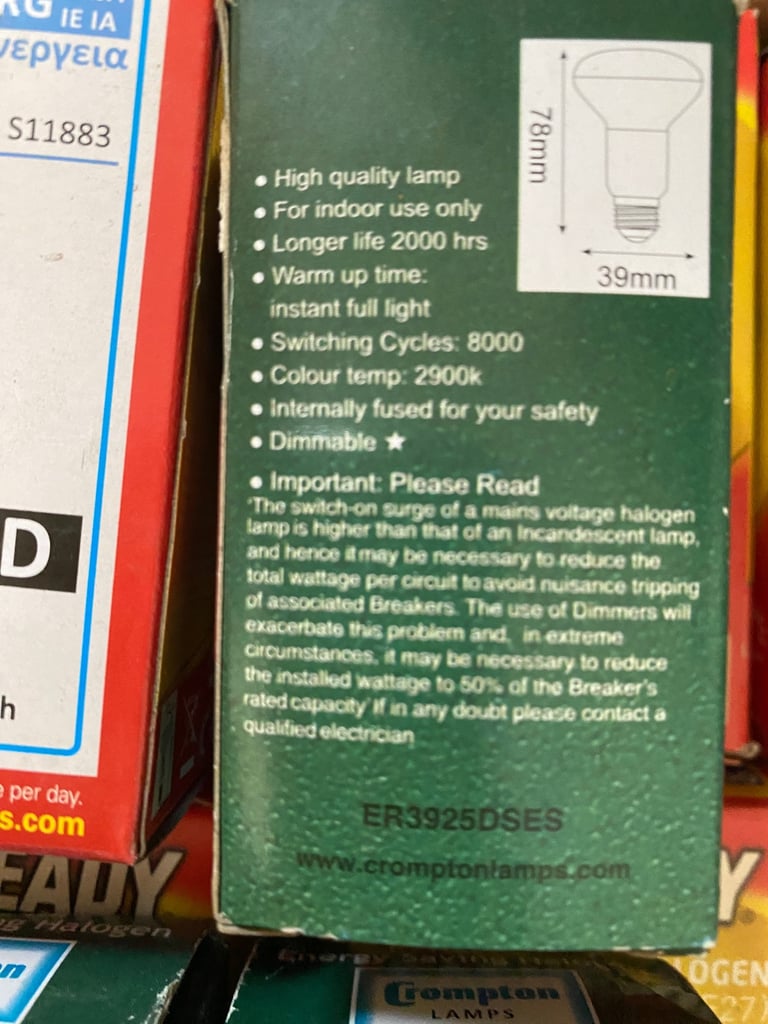 RG IE IA
νεργεια
S11883
D
h
e per day.
s.com
78mm
39mm
• High quality lamp
• For indoor use only
• Longer life 2000 hrs
• Warm up time:
instant full light
• Switching Cycles: 8000
• Colour temp: 2900k
• Internally fused for your safety
• Dimmable ★
• Important: Please Read
'The switch-on surge of a mains voltage halogen
lamp is higher than that of an Incandescent lamp,
and hence it may be necessary to reduce the
total wattage per circuit to avoid nuisance tripping
of associated Breakers. The use of Dimmers will
exacerbate this problem and, in extreme
circumstances, it may be necessary to reduce
the installed wattage to 50% of the Breaker's
rated capacity' If in any doubt please contact a
qualified electrician
ER3925DSES
www.cromptonlamps.com
EADY
ng Halogen
Y
Energy Saving
Crompton
LAMPS
LOGEN
E27)